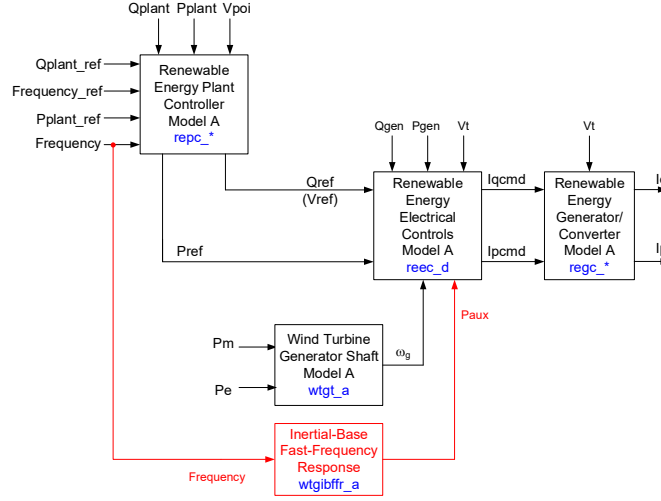 Qplant Pplant Vpoi
Qplant_ref
Frequency_ref
Pplant_ref
Frequency
Renewable
Energy Plant
Controller
Model A
repc_*
Qgen Pgen Vt
Vt
Qref
(Vref)
Pref
Renewable
Energy
Electrical
Controls
Model A
reec_d
Iqcmd
Ipcmd
Renewable
Energy
Generator/
Converter
Model A
regc_*
Paux
Pm
Pe
Wind Turbine
Generator Shaft
Model A
wtgt_a
ωg
Inertial-Base
Fast-Frequency
Response
wtgibffr_a
Frequency